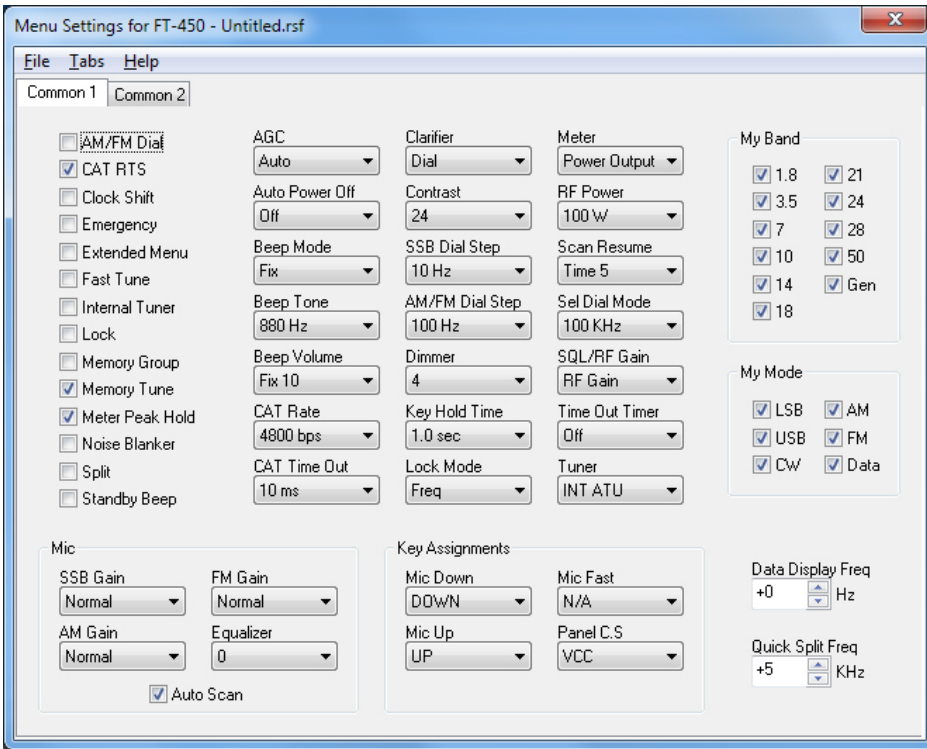 Menu Settings for FT-450 - Untitled.rsf
File Tabs Help
Common 1 Common 2
AM/FM Dial
CAT RTS
Clock Shift
Emergency
Extended Menu
Fast Tune
Internal Tuner
Lock
Memory Group
Memory Tune
Meter Peak Hold
Noise Blanker
Split
Standby Beep
AGC
Auto
Auto Power Off
Off
Beep Mode
Fix
Beep Tone
880 Hz
Beep Volume
Fix 10
CAT Rate
4800 bps
CAT Time Out
10 ms
Clarifier
Dial
Contrast
24
SSB Dial Step
10 Hz
AM/FM Dial Step
100 Hz
Dimmer
4
Key Hold Time
1.0 sec
Lock Mode
Freq
Meter
Power Output
RF Power
100 W
Scan Resume
Time 5
Sel Dial Mode
100 KHz
SQL/RF Gain
RF Gain
Time Out Timer
Off
Tuner
INT ATU
My Band
1.8 21
3.5 24
7 28
10 50
14 Gen
18
My Mode
LSB AM
USB FM
CW Data
Mic
SSB Gain FM Gain
Normal Normal
AM Gain Equalizer
Normal 0
Auto Scan
Key Assignments
Mic Down Mic Fast
DOWN N/A
Mic Up Panel C.S
UP VCC
Data Display Freq
+0 Hz
Quick Split Freq
+5 KHz